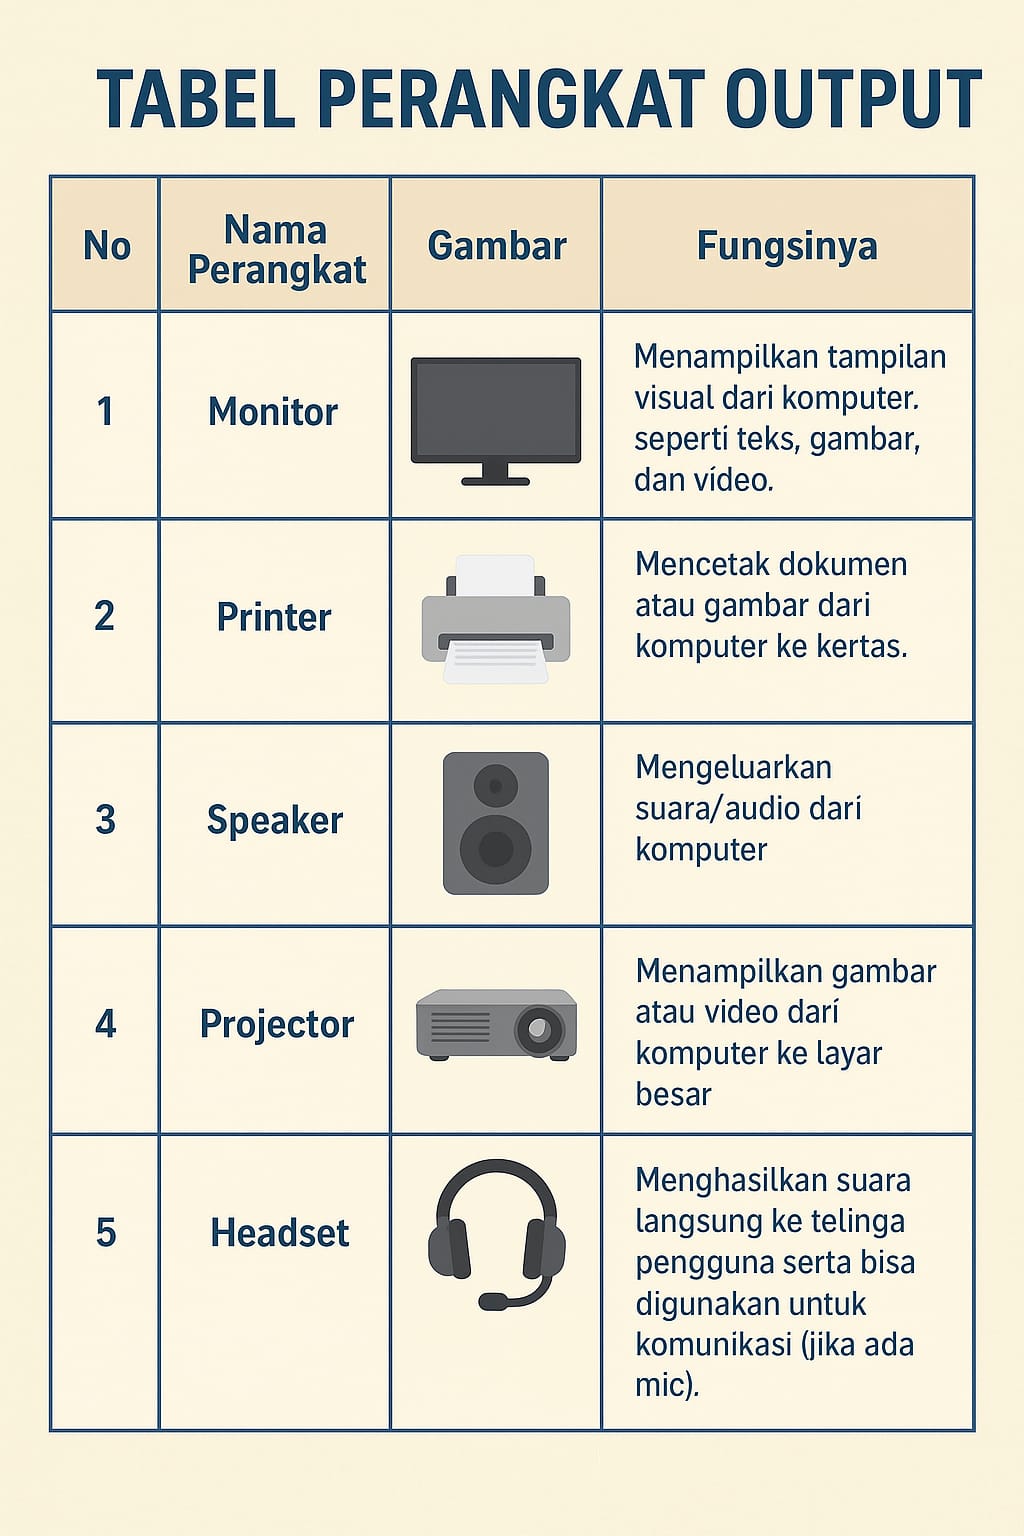 TABEL PERANGKAT OUTPUT
No
Nama
Perangkat
Gambar
Fungsinya
1
Monitor
Menampilkan tampilan
visual dari komputer.
seperti teks, gambar,
dan video.
2
Printer
Mencetak dokumen
atau gambar dari
komputer ke kertas.
3
Speaker
Mengeluarkan
suara/audio dari
komputer
4
Projector
Menampilkan gambar
atau video dari
komputer ke layar
besar
5
Headset
Menghasilkan suara
langsung ke telinga
pengguna serta bisa
digunakan untuk
komunikasi (jika ada
mic).